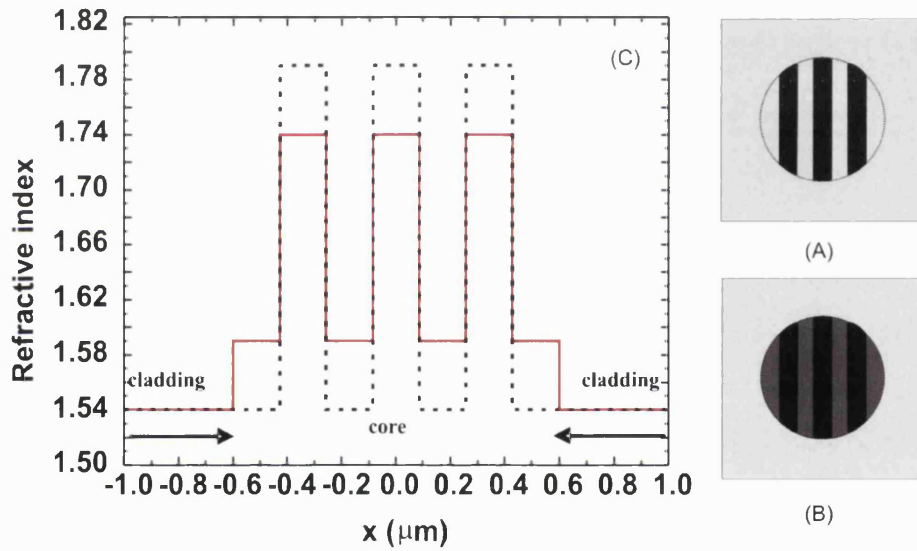 1.82
1.78
1.74
1.70
1.66
1.62
1.58
1.54
1.50
Refractive index
(C)
cladding
core
cladding
-1.0 -0.8 -0.6 -0.4 -0.2 0.0 0.2 0.4 0.6 0.8 1.0
x (μm)
(A)
(B)